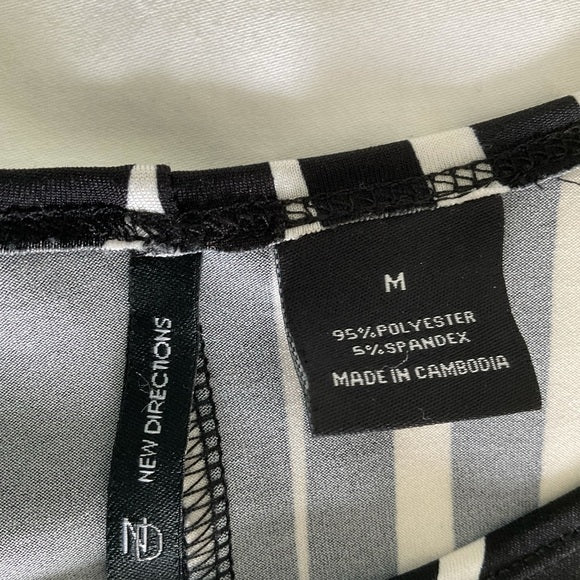 NEW DIRECTIONS
ND
M
95%POLYESTER
5%SPANDEX
MADE IN CAMBODIA